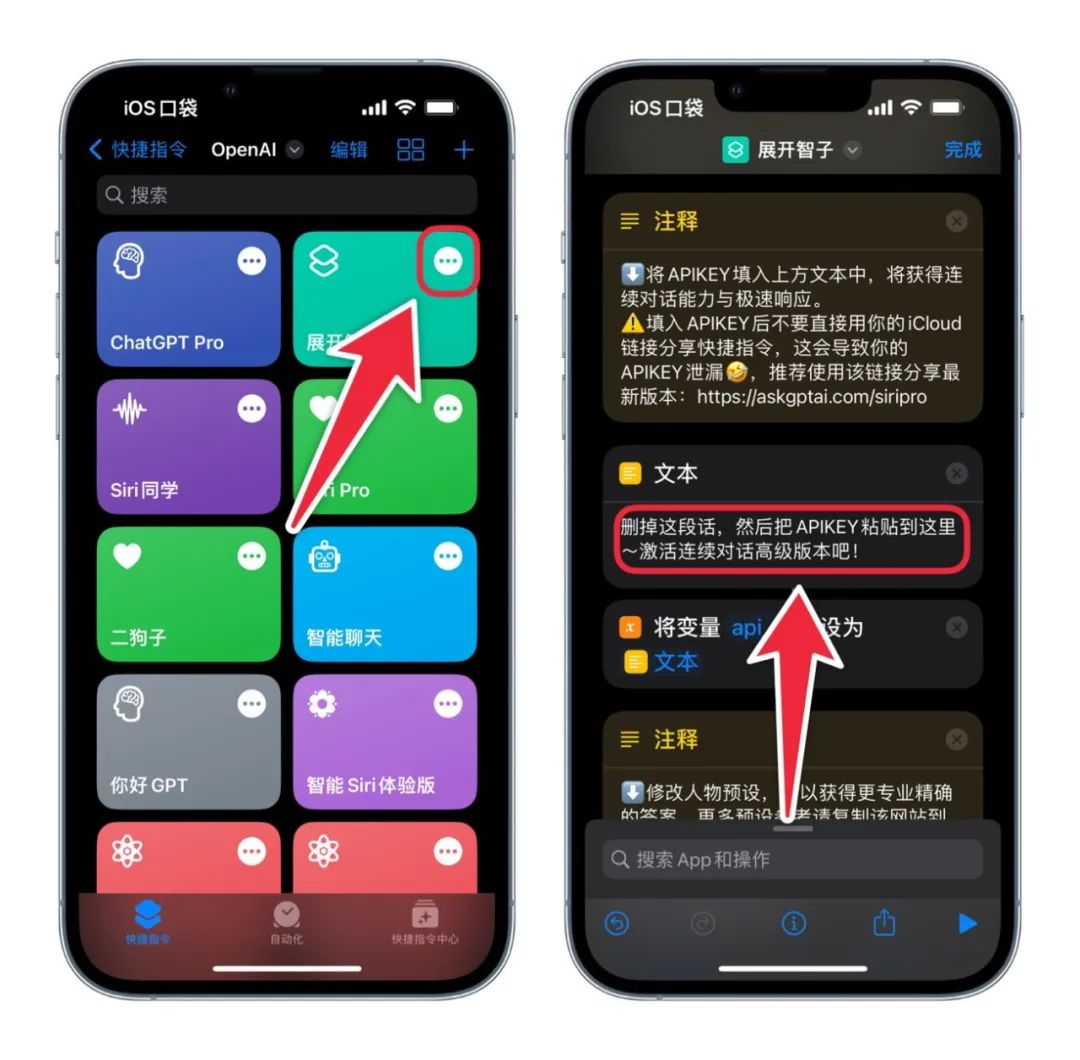 iOS口袋
快捷指令 OpenAI 编辑
搜索
ChatGPT Pro
展开
Siri同学
Pro
二狗子
智能聊天
你好 GPT
智能 Siri 体验版
快捷指令
自动化
快捷指令中心
iOS口袋
展开智子
完成
注释
⬇️将 APIKEY 填入上方文本中，将获得连
续对话能力与极速响应。
⚠️填入 APIKEY 后不要直接用你的 iCloud
链接分享快捷指令，这会导致你的
APIKEY 泄漏🤣，推荐使用该链接分享最
新版本：https://askgptai.com/siripro
文本
删掉这段话，然后把 APIKEY 粘贴到这里
～激活连续对话高级版本吧！
将变量 api 设为
文本
注释
⬇️修改人物预设，以获得更专业精确
的答案，更多预设参考请复制该网站到
搜索 App 和操作